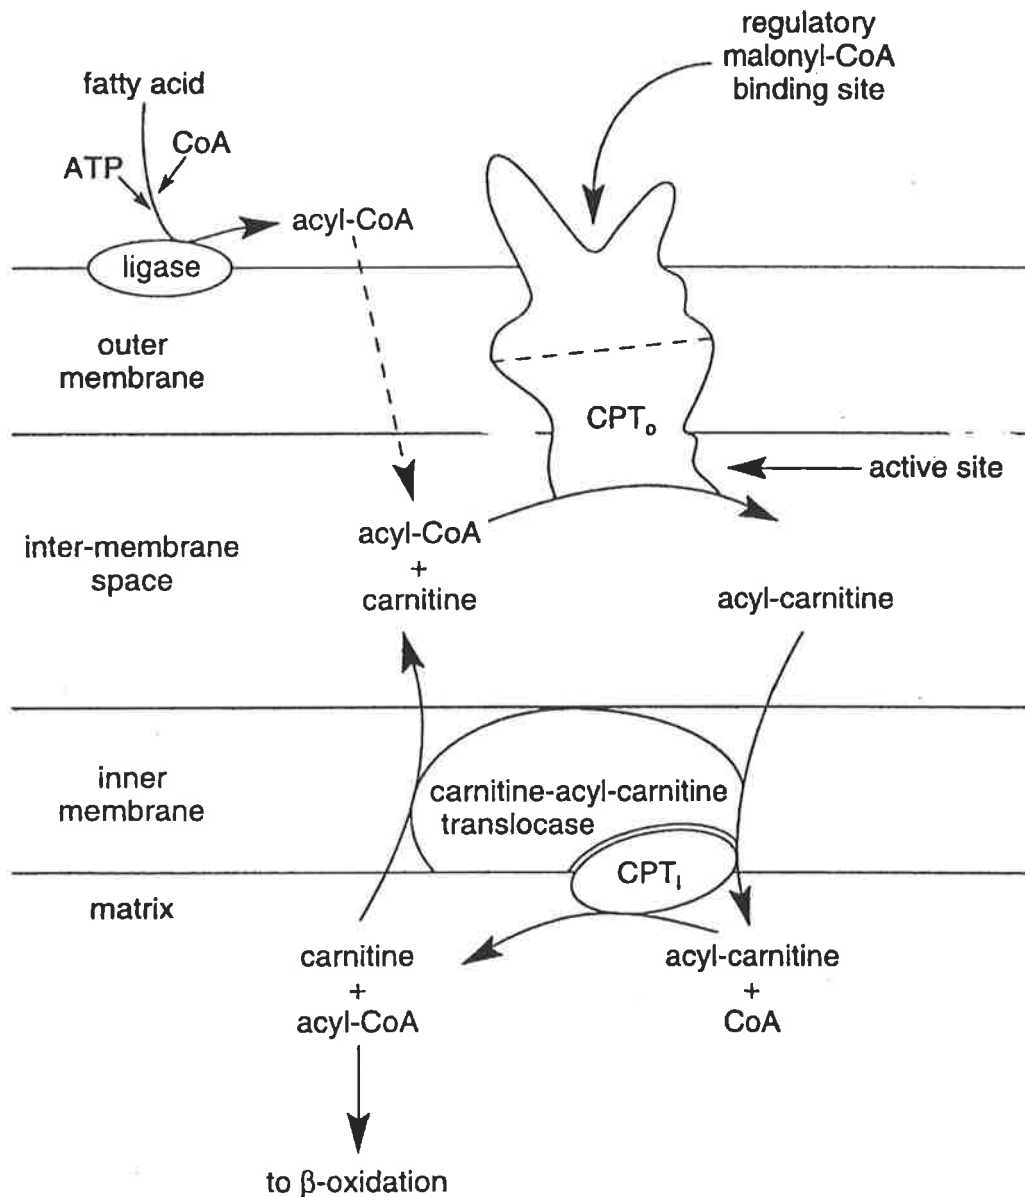 regulatory
malonyl-CoA
binding site
fatty acid
CoA
ATP
acyl-CoA
ligase
outer
membrane
CPTo
active site
inter-membrane
space
acyl-CoA
+
carnitine
acyl-carnitine
inner
membrane
carnitine-acyl-carnitine
translocase
CPTI
matrix
carnitine
+
acyl-CoA
acyl-carnitine
+
CoA
to β-oxidation